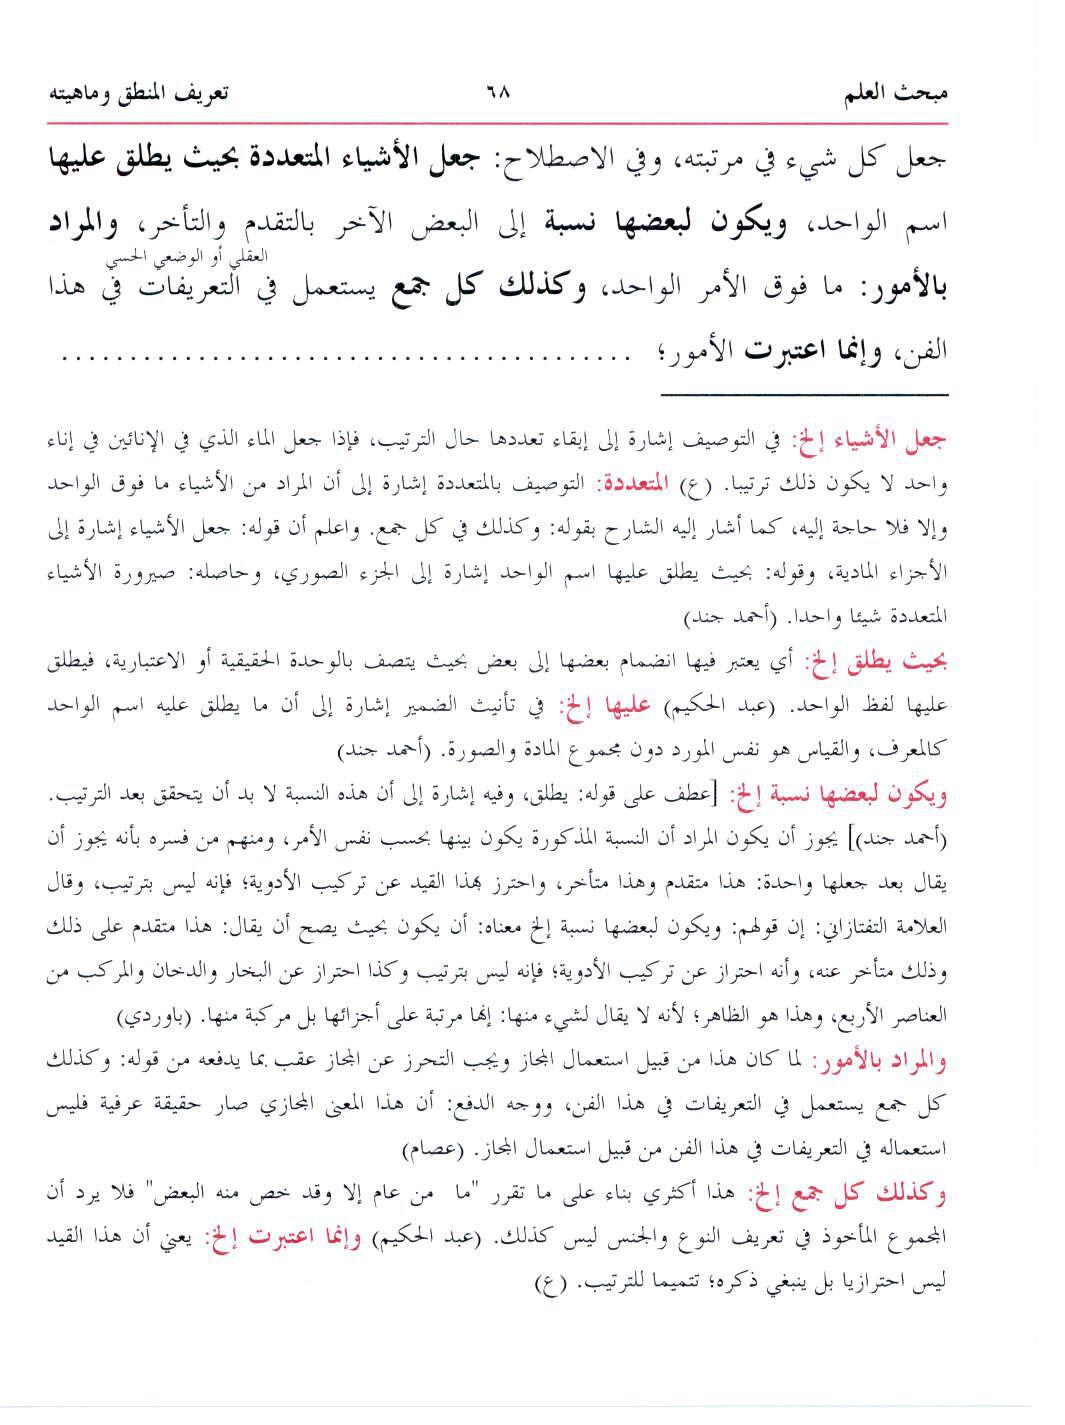 مبحث العلم ٦٨ تعريف المنطق وماهيته
جعل كل شيء في مرتبته، وفي الاصطلاح: جعل الأشياء المتعددة بحيث يطلق عليها
اسم الواحد، ويكون لبعضها نسبة إلى البعض الآخر بالتقدم والتأخر، والمراد
العقلي أو الوضعي الحسي
بالأمور: ما فوق الأمر الواحد، وكذلك كل جمع يستعمل في التعريفات في هذا
الفن، وإنما اعتبرت الأمور؛ ..........................................
جعل الأشياء إلخ: في التوصيف إشارة إلى إبقاء تعددها حال الترتيب، فإذا جعل الماء الذي في الإنائين في إناء
واحد لا يكون ذلك ترتيبا. (ع) المتعددة: التوصيف بالمتعددة إشارة إلى أن المراد من الأشياء ما فوق الواحد
وإلا فلا حاجة إليه، كما أشار إليه الشارح بقوله: وكذلك في كل جمع. واعلم أن قوله: جعل الأشياء إشارة إلى
الأجزاء المادية، وقوله: بحيث يطلق عليها اسم الواحد إشارة إلى الجزء الصوري، وحاصله: صيرورة الأشياء
المتعددة شيئا واحدا. (أحمد جند)
بحيث يطلق إلخ: أي يعتبر فيها انضمام بعضها إلى بعض بحيث يتصف بالوحدة الحقيقية أو الاعتبارية، فيطلق
عليها لفظ الواحد. (عبد الحكيم) عليها إلخ: في تأنيث الضمير إشارة إلى أن ما يطلق عليه اسم الواحد
كالمعرف، والقياس هو نفس المورد دون مجموع المادة والصورة. (أحمد جند)
ويكون لبعضها نسبة إلخ: [عطف على قوله: يطلق، وفيه إشارة إلى أن هذه النسبة لا بد أن يتحقق بعد الترتيب.
(أحمد جند)] يجوز أن يكون المراد أن النسبة المذكورة يكون بينها بحسب نفس الأمر، ومنهم من فسره بأنه يجوز أن
يقال بعد جعلها واحدة: هذا متقدم وهذا متأخر، واحترز بهذا القيد عن تركيب الأدوية؛ فإنه ليس بترتيب، وقال
العلامة التفتازاني: إن قولهم: ويكون لبعضها نسبة إلخ معناه: أن يكون بحيث يصح أن يقال: هذا متقدم على ذلك
وذلك متأخر عنه، وأنه احتراز عن تركيب الأدوية؛ فإنه ليس بترتيب وكذا احتراز عن البخار والدخان والمركب من
العناصر الأربع، وهذا هو الظاهر؛ لأنه لا يقال لشيء منها: إنها مرتبة على أجزائها بل مركبة منها. (باوردي)
والمراد بالأمور: لما كان هذا من قبيل استعمال المجاز ويجب التحرز عن المجاز عقب بما يدفعه من قوله: وكذلك
كل جمع يستعمل في التعريفات في هذا الفن، ووجه الدفع: أن هذا المعنى المجازي صار حقيقة عرفية فليس
استعماله في التعريفات في هذا الفن من قبيل استعمال المجاز. (عصام)
وكذلك كل جمع إلخ: هذا أكثري بناء على ما تقرر "ما من عام إلا وقد خص منه البعض" فلا يرد أن
المجموع المأخوذ في تعريف النوع والجنس ليس كذلك. (عبد الحكيم) وإنما اعتبرت إلخ: يعني أن هذا القيد
ليس احترازيا بل ينبغي ذكره؛ تتميما للترتيب. (ع)